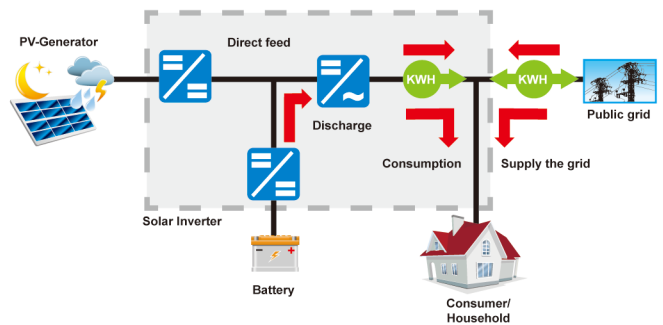 PV-Generator
Direct feed
KWH
KWH
Public grid
Discharge
Consumption
Supply the grid
Solar Inverter
Battery
Consumer/
Household